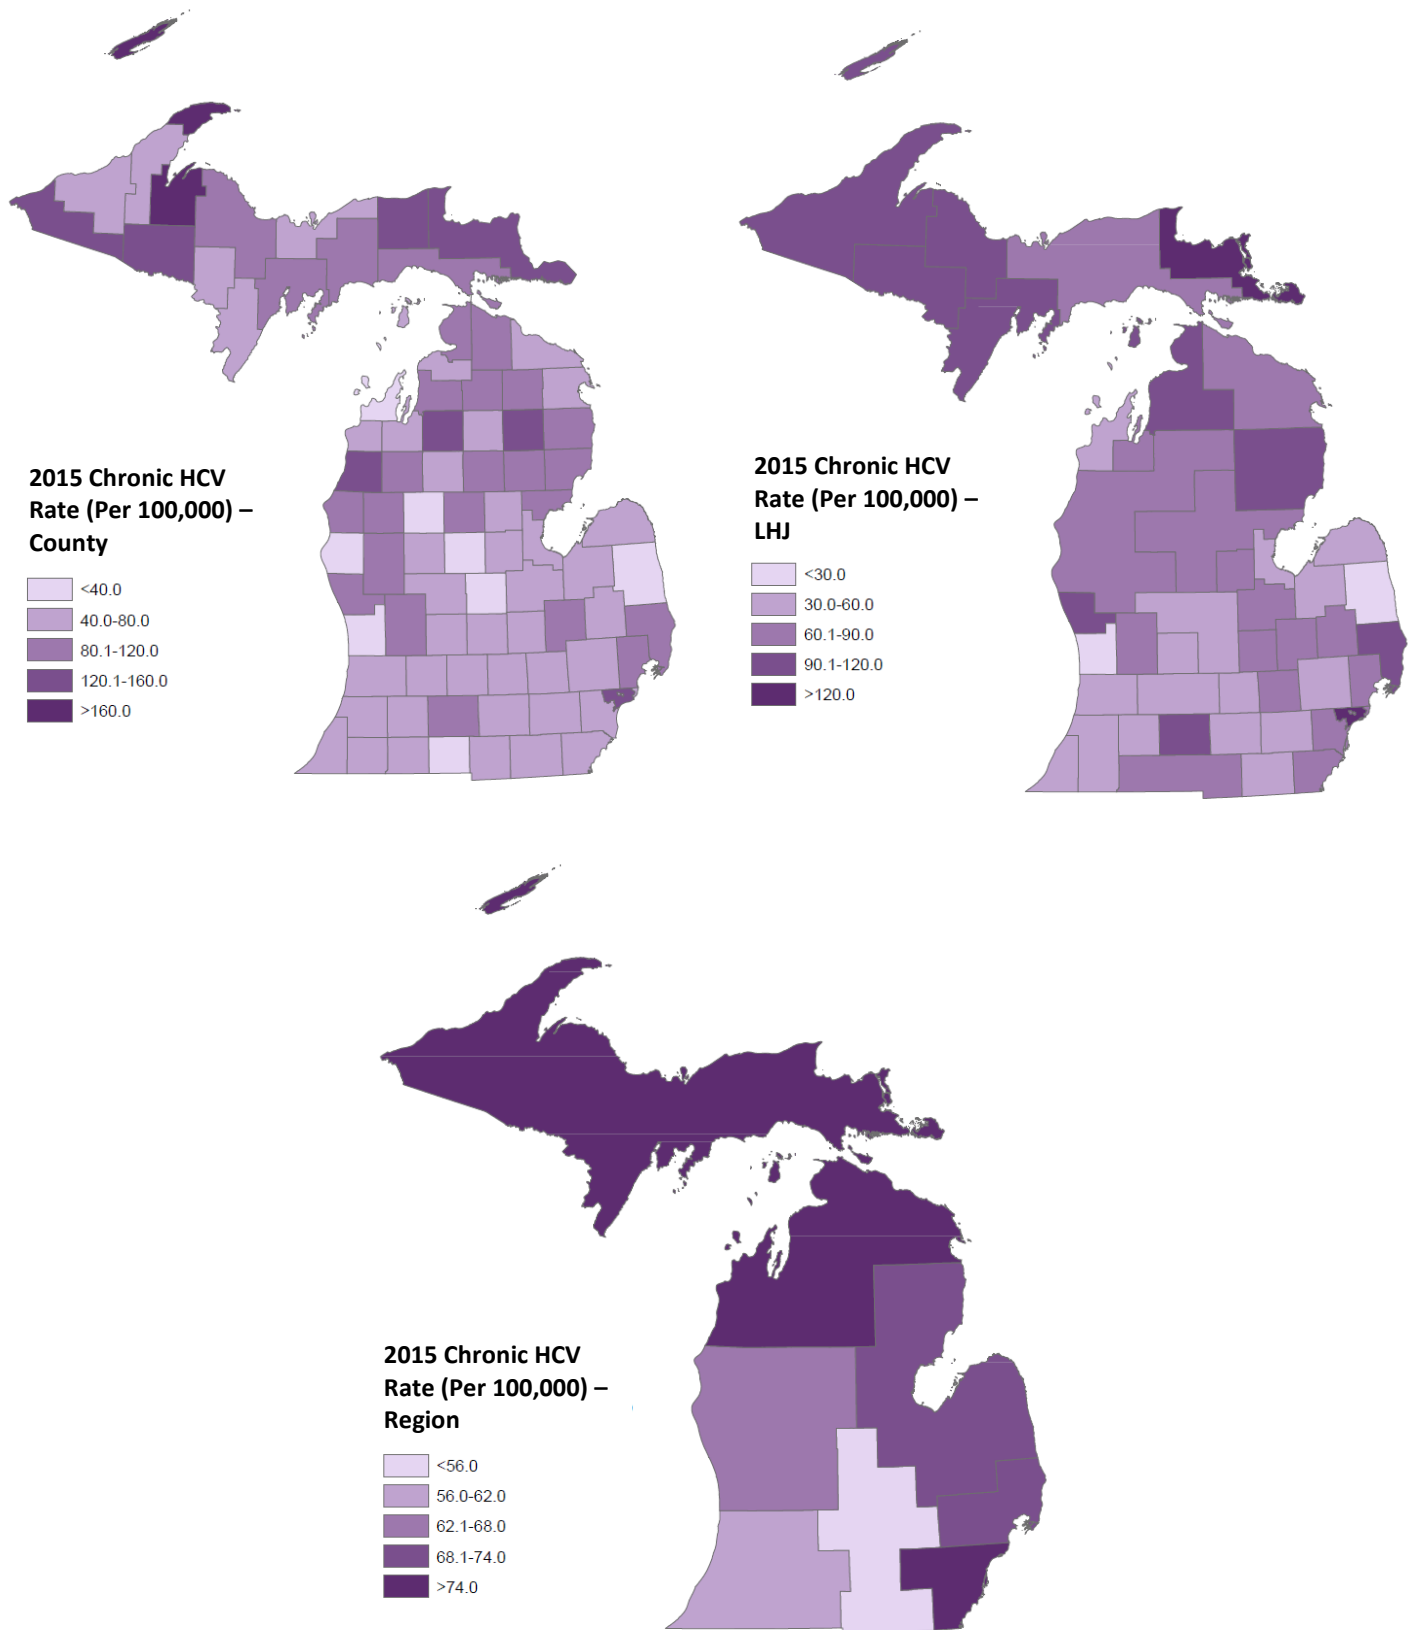 2015 Chronic HCV
Rate (Per 100,000) –
County
<40.0
40.0-80.0
80.1-120.0
120.1-160.0
>160.0
2015 Chronic HCV
Rate (Per 100,000) –
LHJ
<30.0
30.0-60.0
60.1-90.0
90.1-120.0
>120.0
2015 Chronic HCV
Rate (Per 100,000) –
Region
<56.0
56.0-62.0
62.1-68.0
68.1-74.0
>74.0